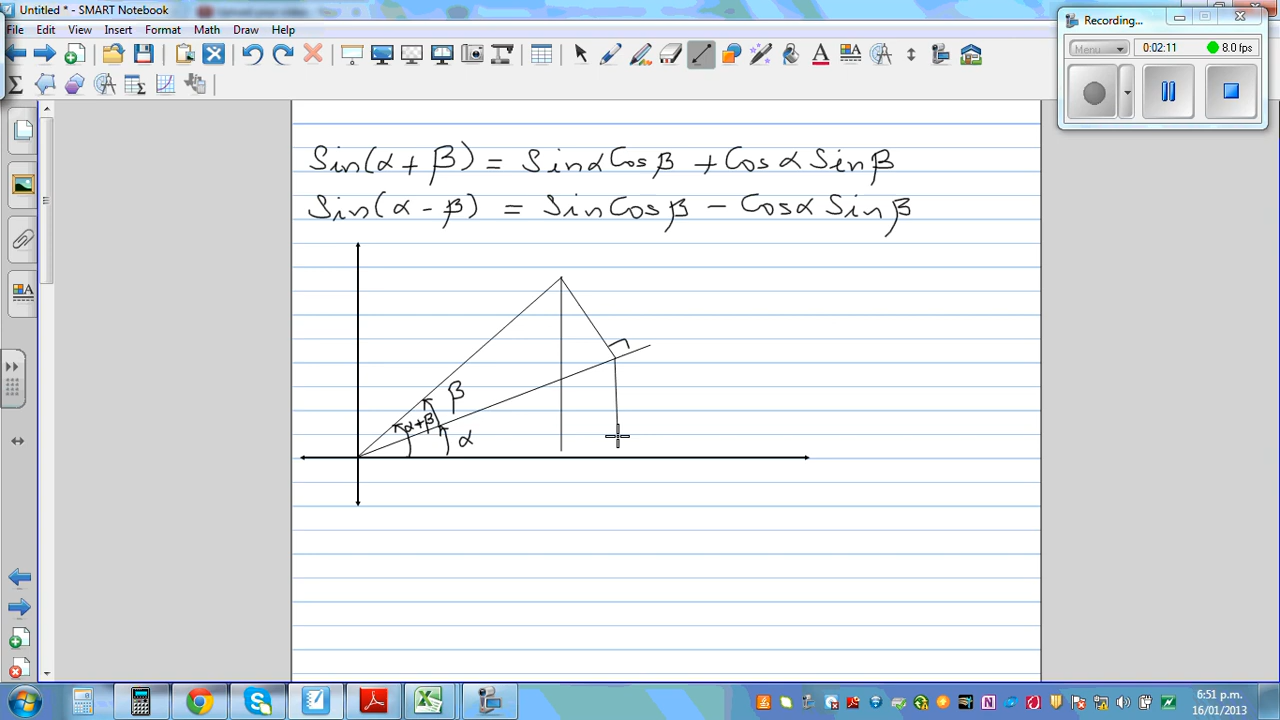 Untitled * - SMART Notebook
File Edit View Insert Format Math Draw Help
Recording...
Menu 0:02:11 8.0 fps
Sin(α + β) = Sinα Cos β + Cos α Sin β
Sin(α - β) = Sin Cos β - Cosα Sin β
β
α+β
α
6:51 p.m.
16/01/2013